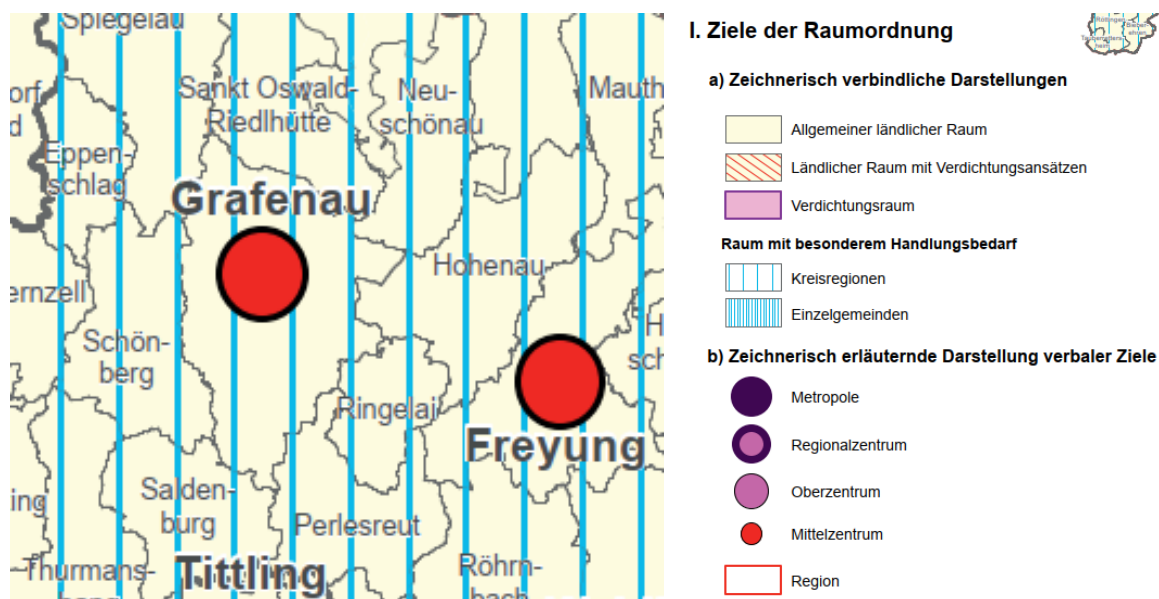 Spiegelau
orf
d
Sankt Oswald-
Riedlhütte
Neu-
schönau
Mauth
Eppen-
schlag
Grafenau
Hohenau
ernzell
Schön-
berg
H
sch
Ringelai
Freyung
ing
Salden-
burg
Perlesreut
Thurmans-
Tittling
Röhrn-
bach
I. Ziele der Raumordnung
a) Zeichnerisch verbindliche Darstellungen
Allgemeiner ländlicher Raum
Ländlicher Raum mit Verdichtungsansätzen
Verdichtungsraum
Raum mit besonderem Handlungsbedarf
Kreisregionen
Einzelgemeinden
b) Zeichnerisch erläuternde Darstellung verbaler Ziele
Metropole
Regionalzentrum
Oberzentrum
Mittelzentrum
Region